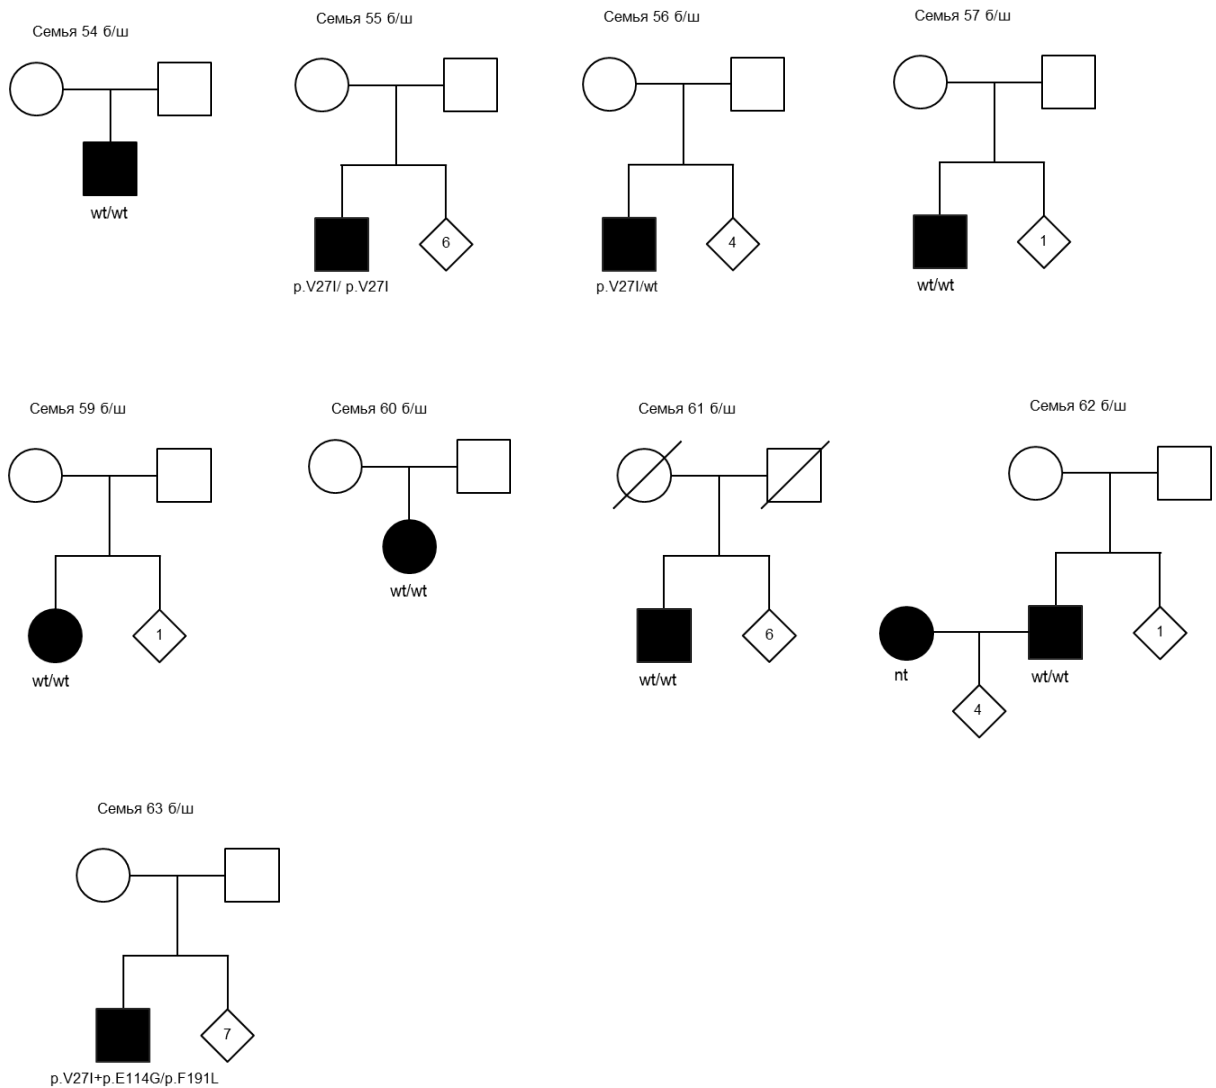 Семья 54 б/ш
wt/wt
Семья 55 б/ш
6
p.V27I/ p.V27I
Семья 56 б/ш
4
p.V27I/wt
Семья 57 б/ш
1
wt/wt
Семья 59 б/ш
1
wt/wt
Семья 60 б/ш
wt/wt
Семья 61 б/ш
6
wt/wt
Семья 62 б/ш
1
nt
wt/wt
4
Семья 63 б/ш
7
p.V27I+p.E114G/p.F191L